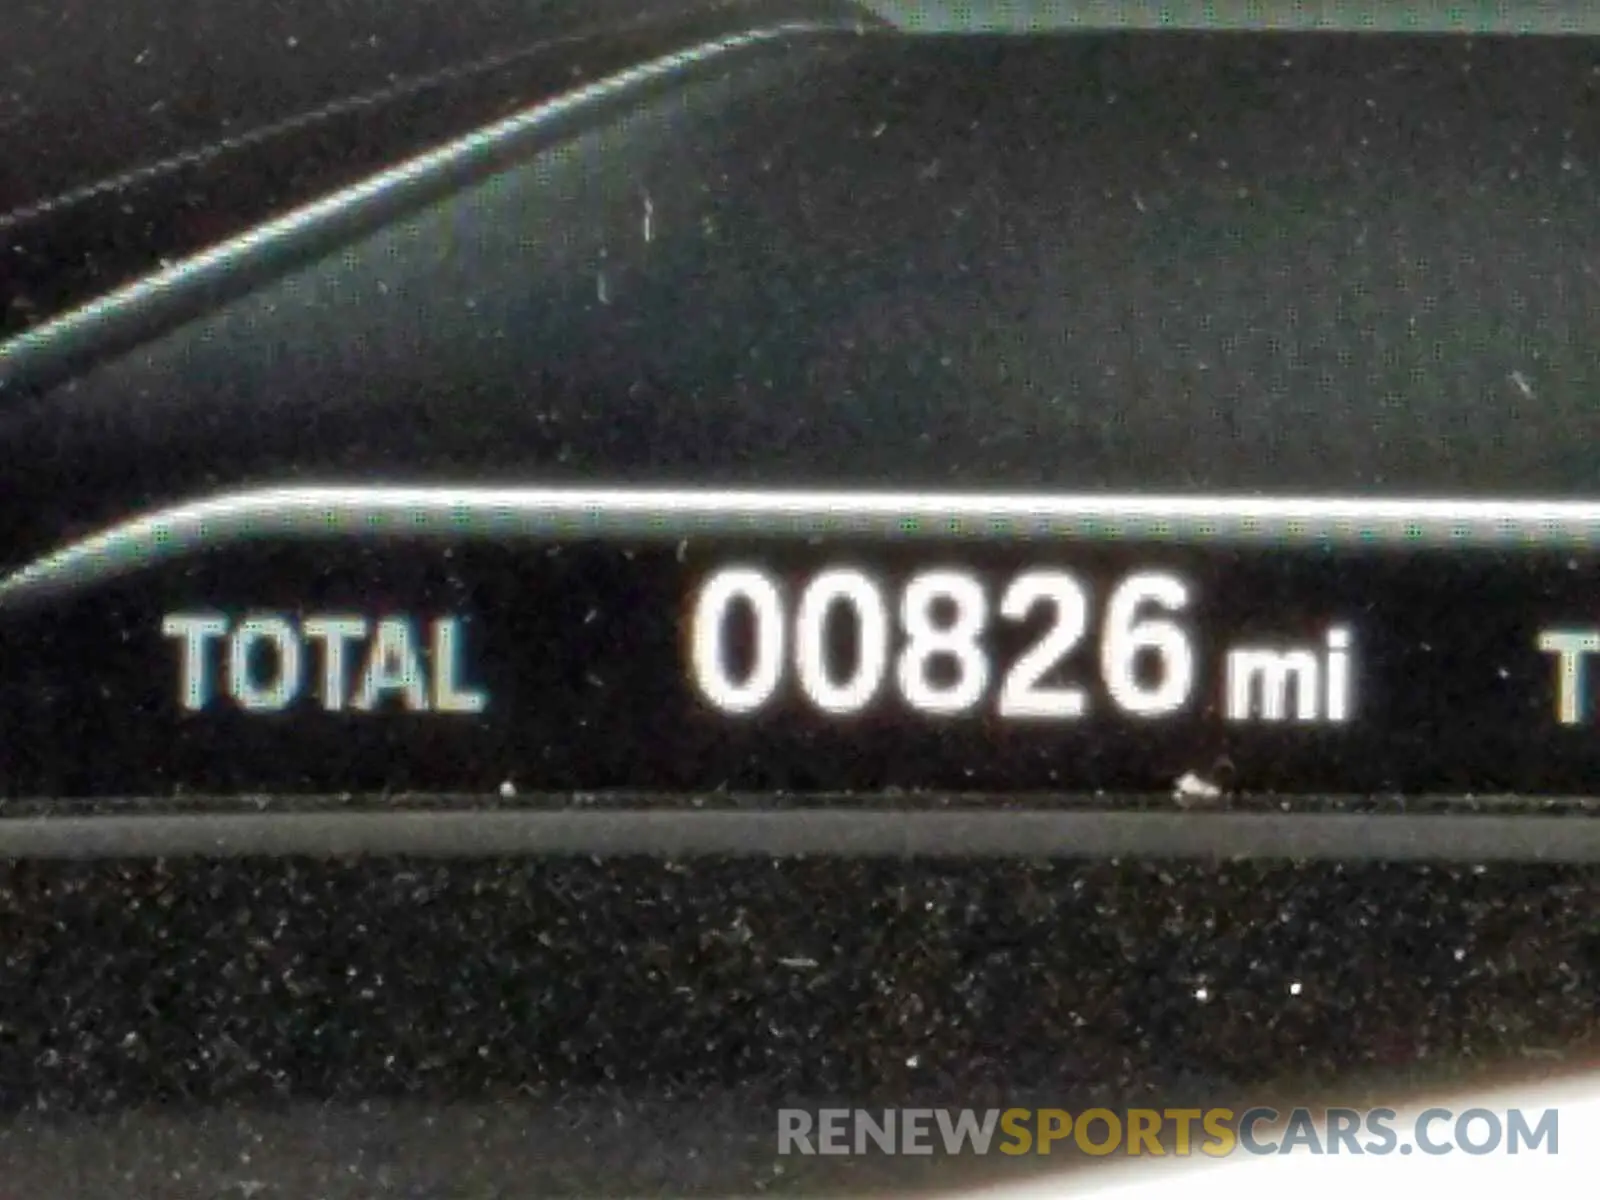 TOTAL 00826 mi T
RENEWSPORTSCARS.COM